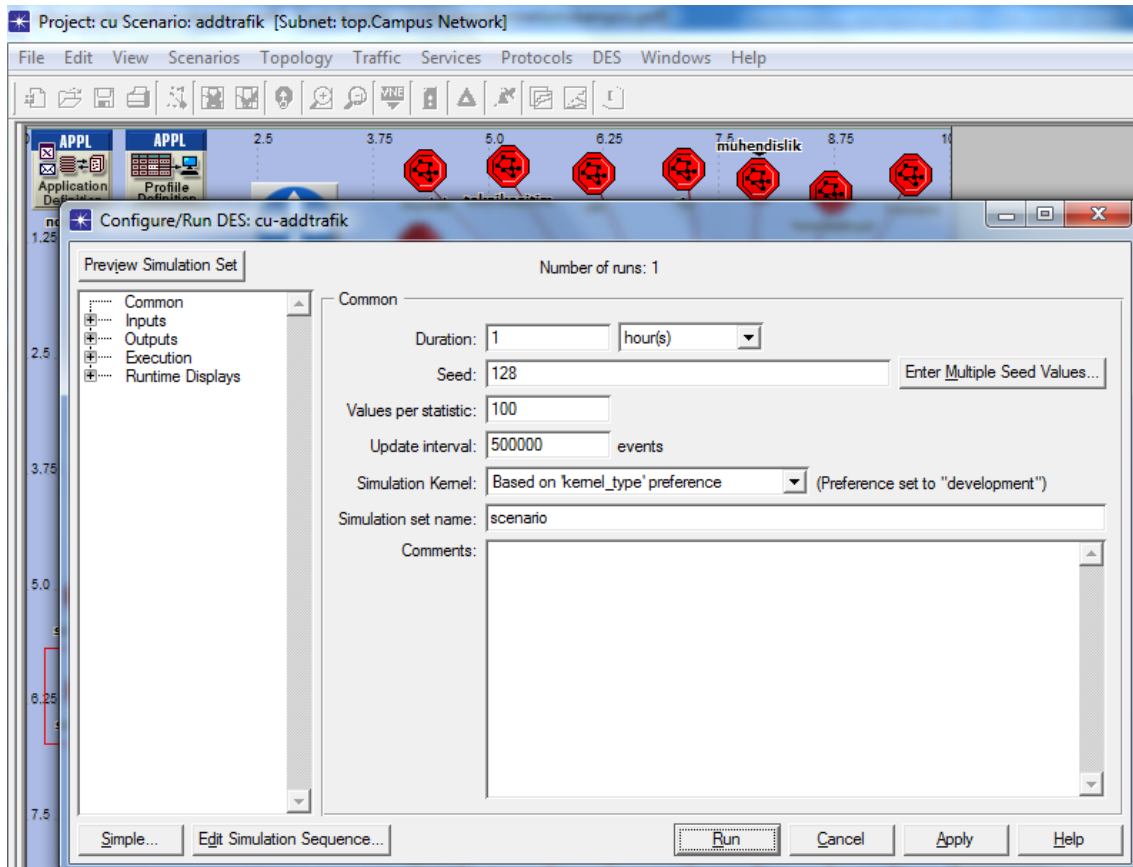 Project: cu Scenario: addtrafik [Subnet: top.Campus Network]
File Edit View Scenarios Topology Traffic Services Protocols DES Windows Help
VNE
APPL APPL 2.5 3.75 5.0 6.25 7.5 8.75
muhendislik
Application Profile
Definition
Configure/Run DES: cu-addtrafik
1.25
Preview Simulation Set
Number of runs: 1
Common
Inputs
Outputs
Execution
Runtime Displays
Common
Duration: 1 hour(s)
Seed: 128 Enter Multiple Seed Values...
Values per statistic: 100
Update interval: 500000 events
Simulation Kernel: Based on 'kernel_type' preference (Preference set to "development")
Simulation set name: scenario
Comments:
2.5
3.75
5.0
6.25
7.5
Simple... Edit Simulation Sequence... Run Cancel Apply Help